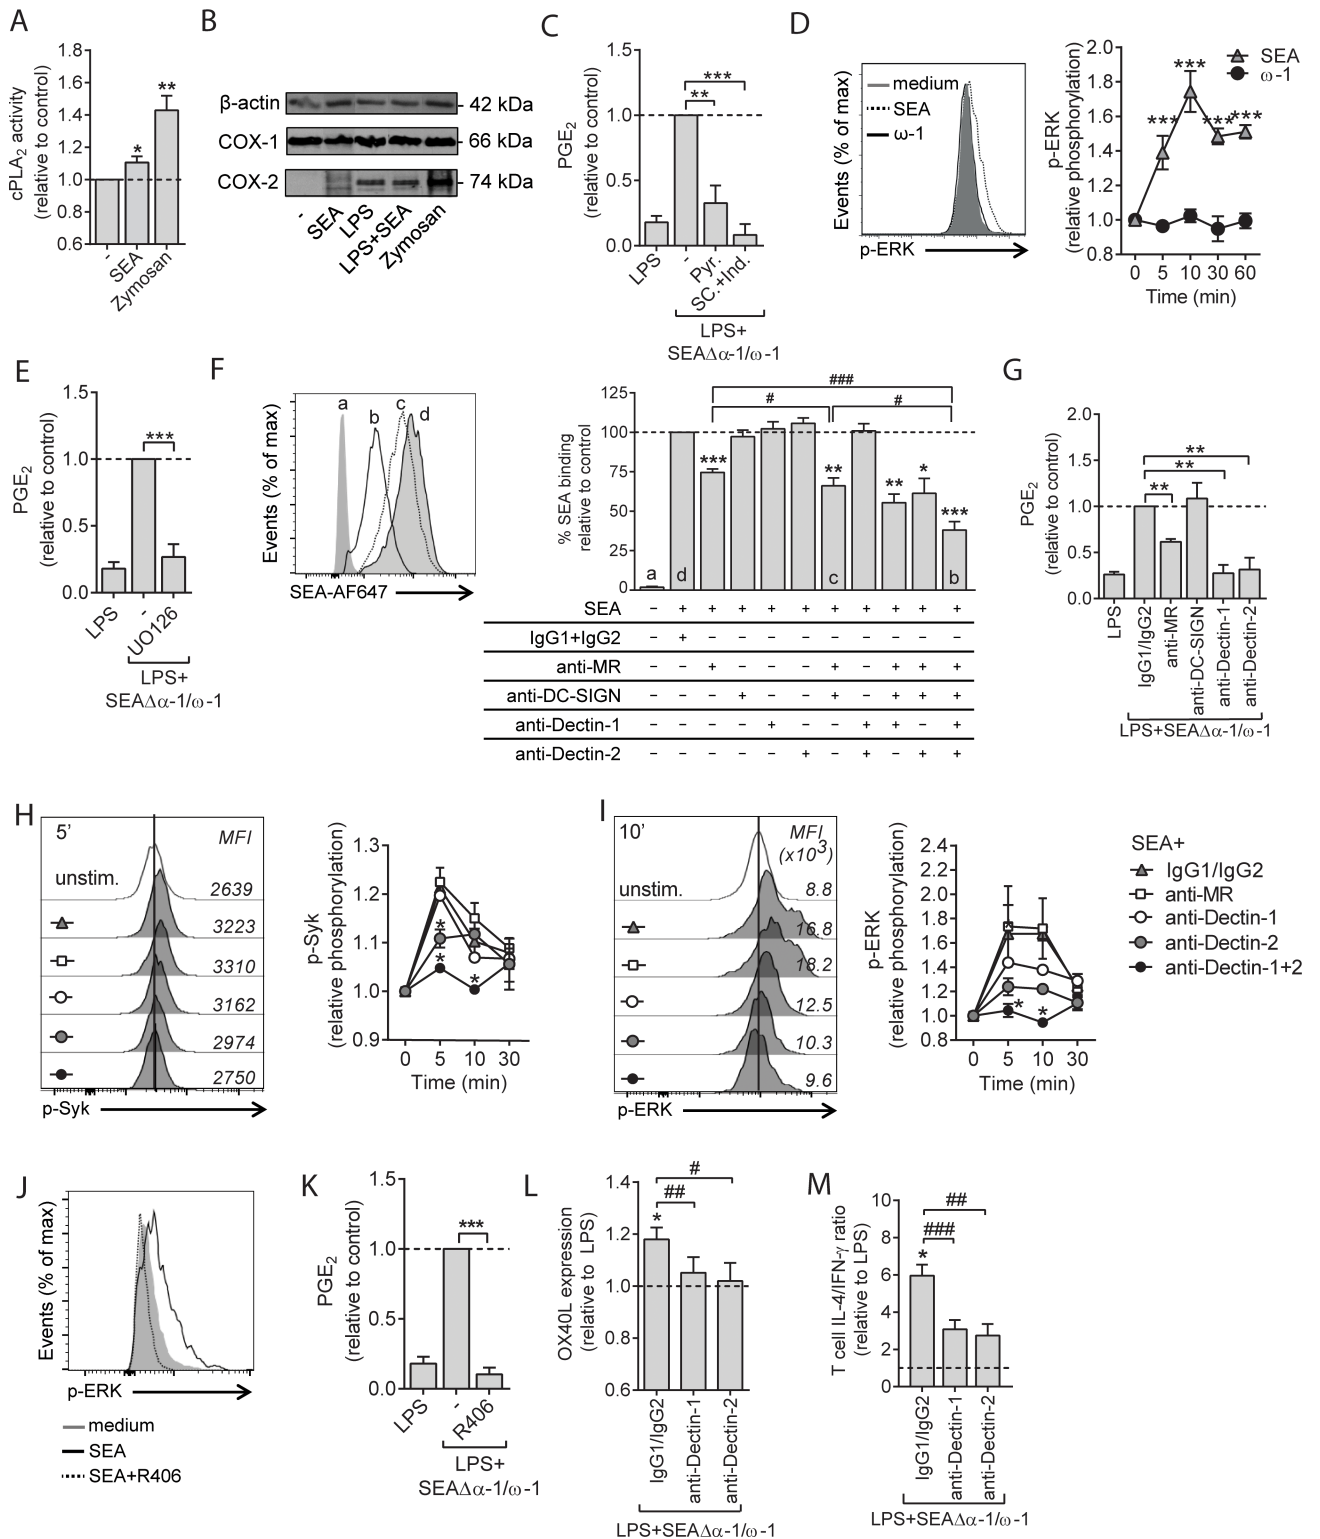 A
cPLA2 activity
(relative to control)
1.8
1.6
1.4
1.2
1.0
0.8
0.6
*
**
-
SEA
Zymosan
B
β-actin
COX-1
COX-2
- 42 kDa
- 66 kDa
- 74 kDa
-
SEA
LPS
LPS+SEA
Zymosan
C
PGE2
(relative to control)
1.5
1.0
0.5
0.0
***
**
LPS
-
Pyr.
SC.+Ind.
LPS+
SEAΔα-1/ω-1
D
Events (% of max)
medium
SEA
ω-1
p-ERK
p-ERK
(relative phosphorylation)
2.0
1.8
1.6
1.4
1.2
1.0
0.8
SEA
ω-1
***
***
***
***
0 5 10 30 60
Time (min)
E
PGE2
(relative to control)
1.5
1.0
0.5
0.0
***
LPS
-
UO126
LPS+
SEAΔα-1/ω-1
F
Events (% of max)
a
b
c
d
SEA-AF647
% SEA binding
relative to control
125
100
75
50
25
0
###
#
#
***
**
**
*
***
a
d
c
b
SEA − + + + + + + + + + +
IgG1+IgG2 − + − − − − − − − − −
anti-MR − − + − − − + − + + +
anti-DC-SIGN − − − + − − + − + + +
anti-Dectin-1 − − − − + − − + + − +
anti-Dectin-2 − − − − − + − + − + +
G
PGE2
(relative to control)
2.0
1.5
1.0
0.5
0.0
**
**
**
LPS
IgG1/IgG2
anti-MR
anti-DC-SIGN
anti-Dectin-1
anti-Dectin-2
LPS+SEAΔα-1/ω-1
H
5’
MFI
unstim.
2639
3223
3310
3162
2974
2750
p-Syk
p-Syk
(relative phosphorylation)
1.3
1.2
1.1
1.0
0.9
*
*
*
0 5 10 30
Time (min)
I
10’
MFI
(x10³)
unstim.
8.8
16.8
18.2
12.5
10.3
9.6
p-ERK
p-ERK
(relative phosphorylation)
2.4
2.2
2.0
1.8
1.6
1.4
1.2
1.0
0.8
*
*
0 5 10 30
Time (min)
SEA+
IgG1/IgG2
anti-MR
anti-Dectin-1
anti-Dectin-2
anti-Dectin-1+2
J
Events (% of max)
p-ERK
medium
SEA
SEA+R406
K
PGE2
(relative to control)
1.5
1.0
0.5
0.0
***
LPS
-
R406
LPS+
SEAΔα-1/ω-1
L
OX40L expression
(relative to LPS)
1.4
1.2
1.0
0.8
0.6
#
##
*
IgG1/IgG2
anti-Dectin-1
anti-Dectin-2
LPS+SEAΔα-1/ω-1
M
T cell IL-4/IFN-γ ratio
(relative to LPS)
10
8
6
4
2
0
##
###
*
IgG1/IgG2
anti-Dectin-1
anti-Dectin-2
LPS+SEAΔα-1/ω-1